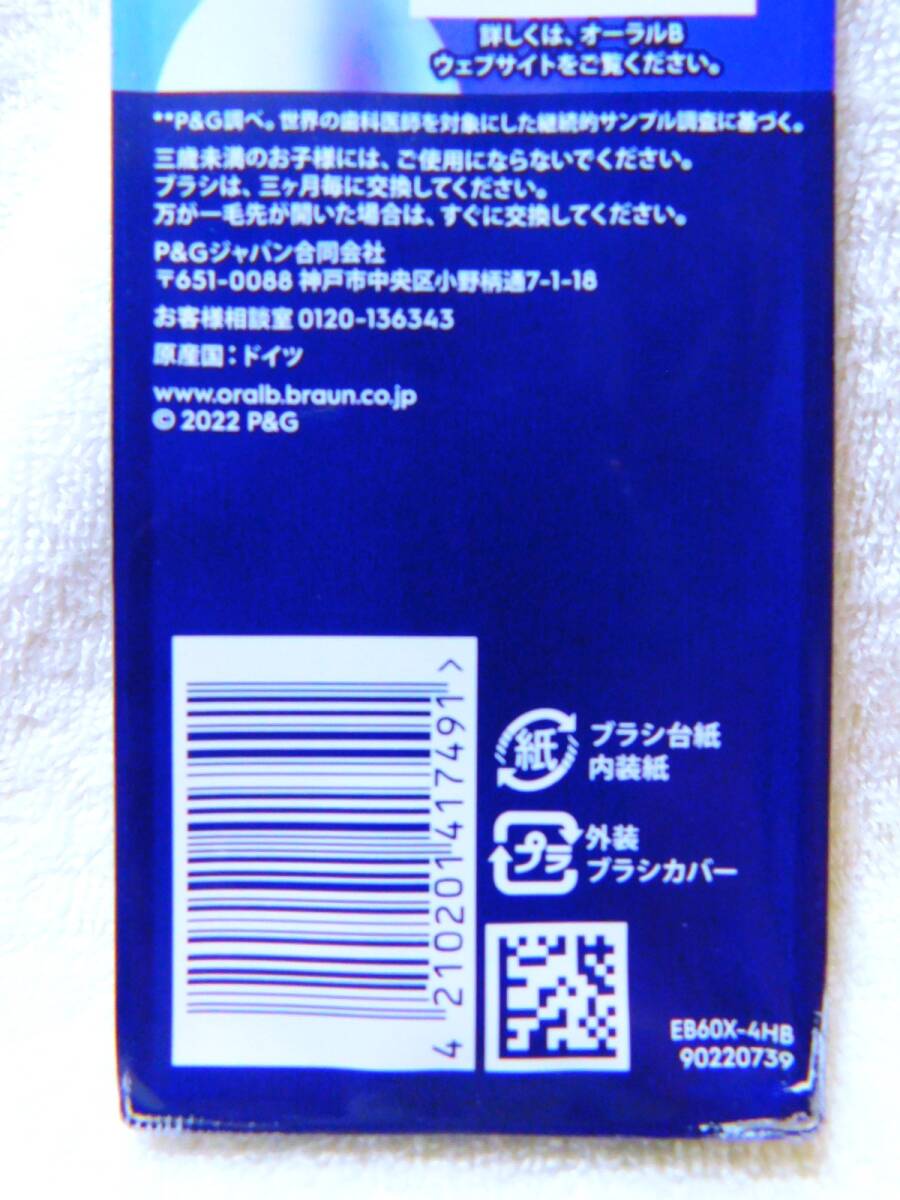 詳しくは、オーラルB
ウェブサイトをご覧ください。
**P&G調べ。世界の歯科医師を対象にした継続的サンプル調査に基づく。
三歳未満のお子様には、ご使用にならないでください。
ブラシは、三ヶ月毎に交換してください。
万が一毛先が開いた場合は、すぐに交換してください。
P&Gジャパン合同会社
〒651-0088 神戸市中央区小野柄通7-1-18
お客様相談室 0120-136343
原産国：ドイツ
www.oralb.braun.co.jp
© 2022 P&G
4 210201 417491 >
紙
ブラシ台紙
内装紙
プラ
外装
ブラシカバー
EB60X-4HB
90220739